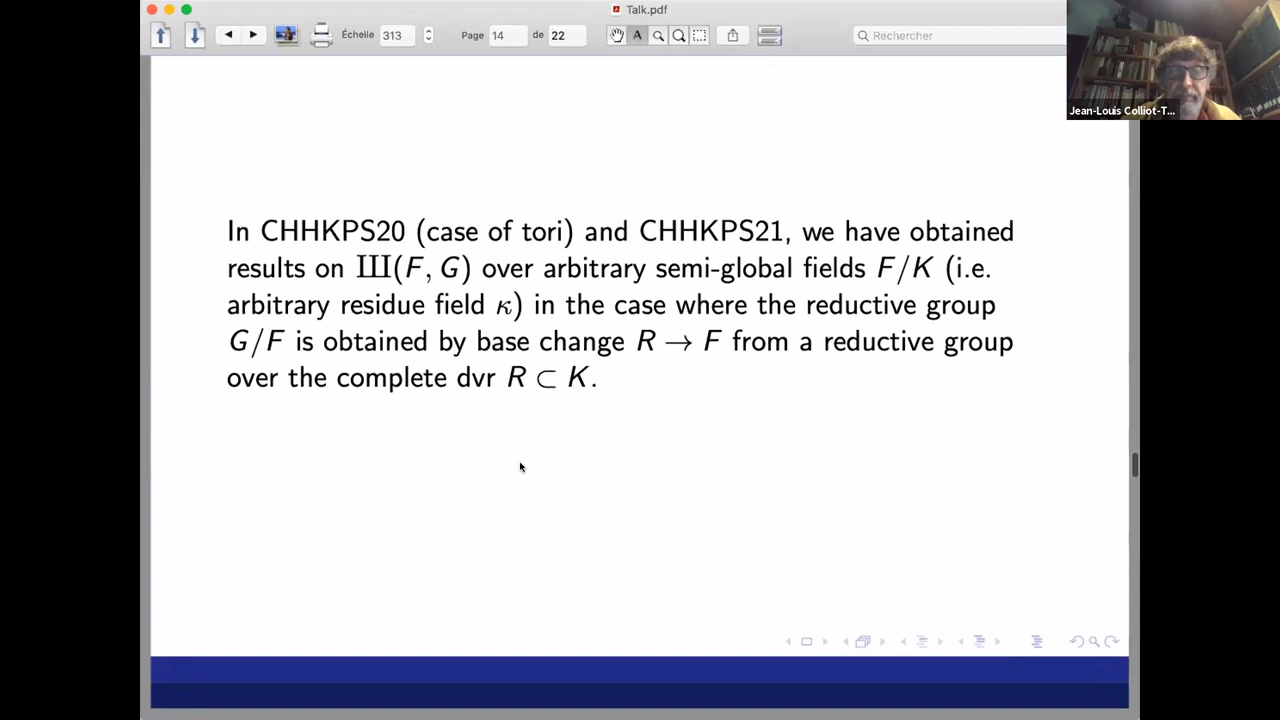 Talk.pdf
Échelle 313 Page 14 de 22 Rechercher
Jean-Louis Colliot-T...
In CHHKPS20 (case of tori) and CHHKPS21, we have obtained
results on Ш(F, G) over arbitrary semi-global fields F/K (i.e.
arbitrary residue field κ) in the case where the reductive group
G/F is obtained by base change R → F from a reductive group
over the complete dvr R ⊂ K.